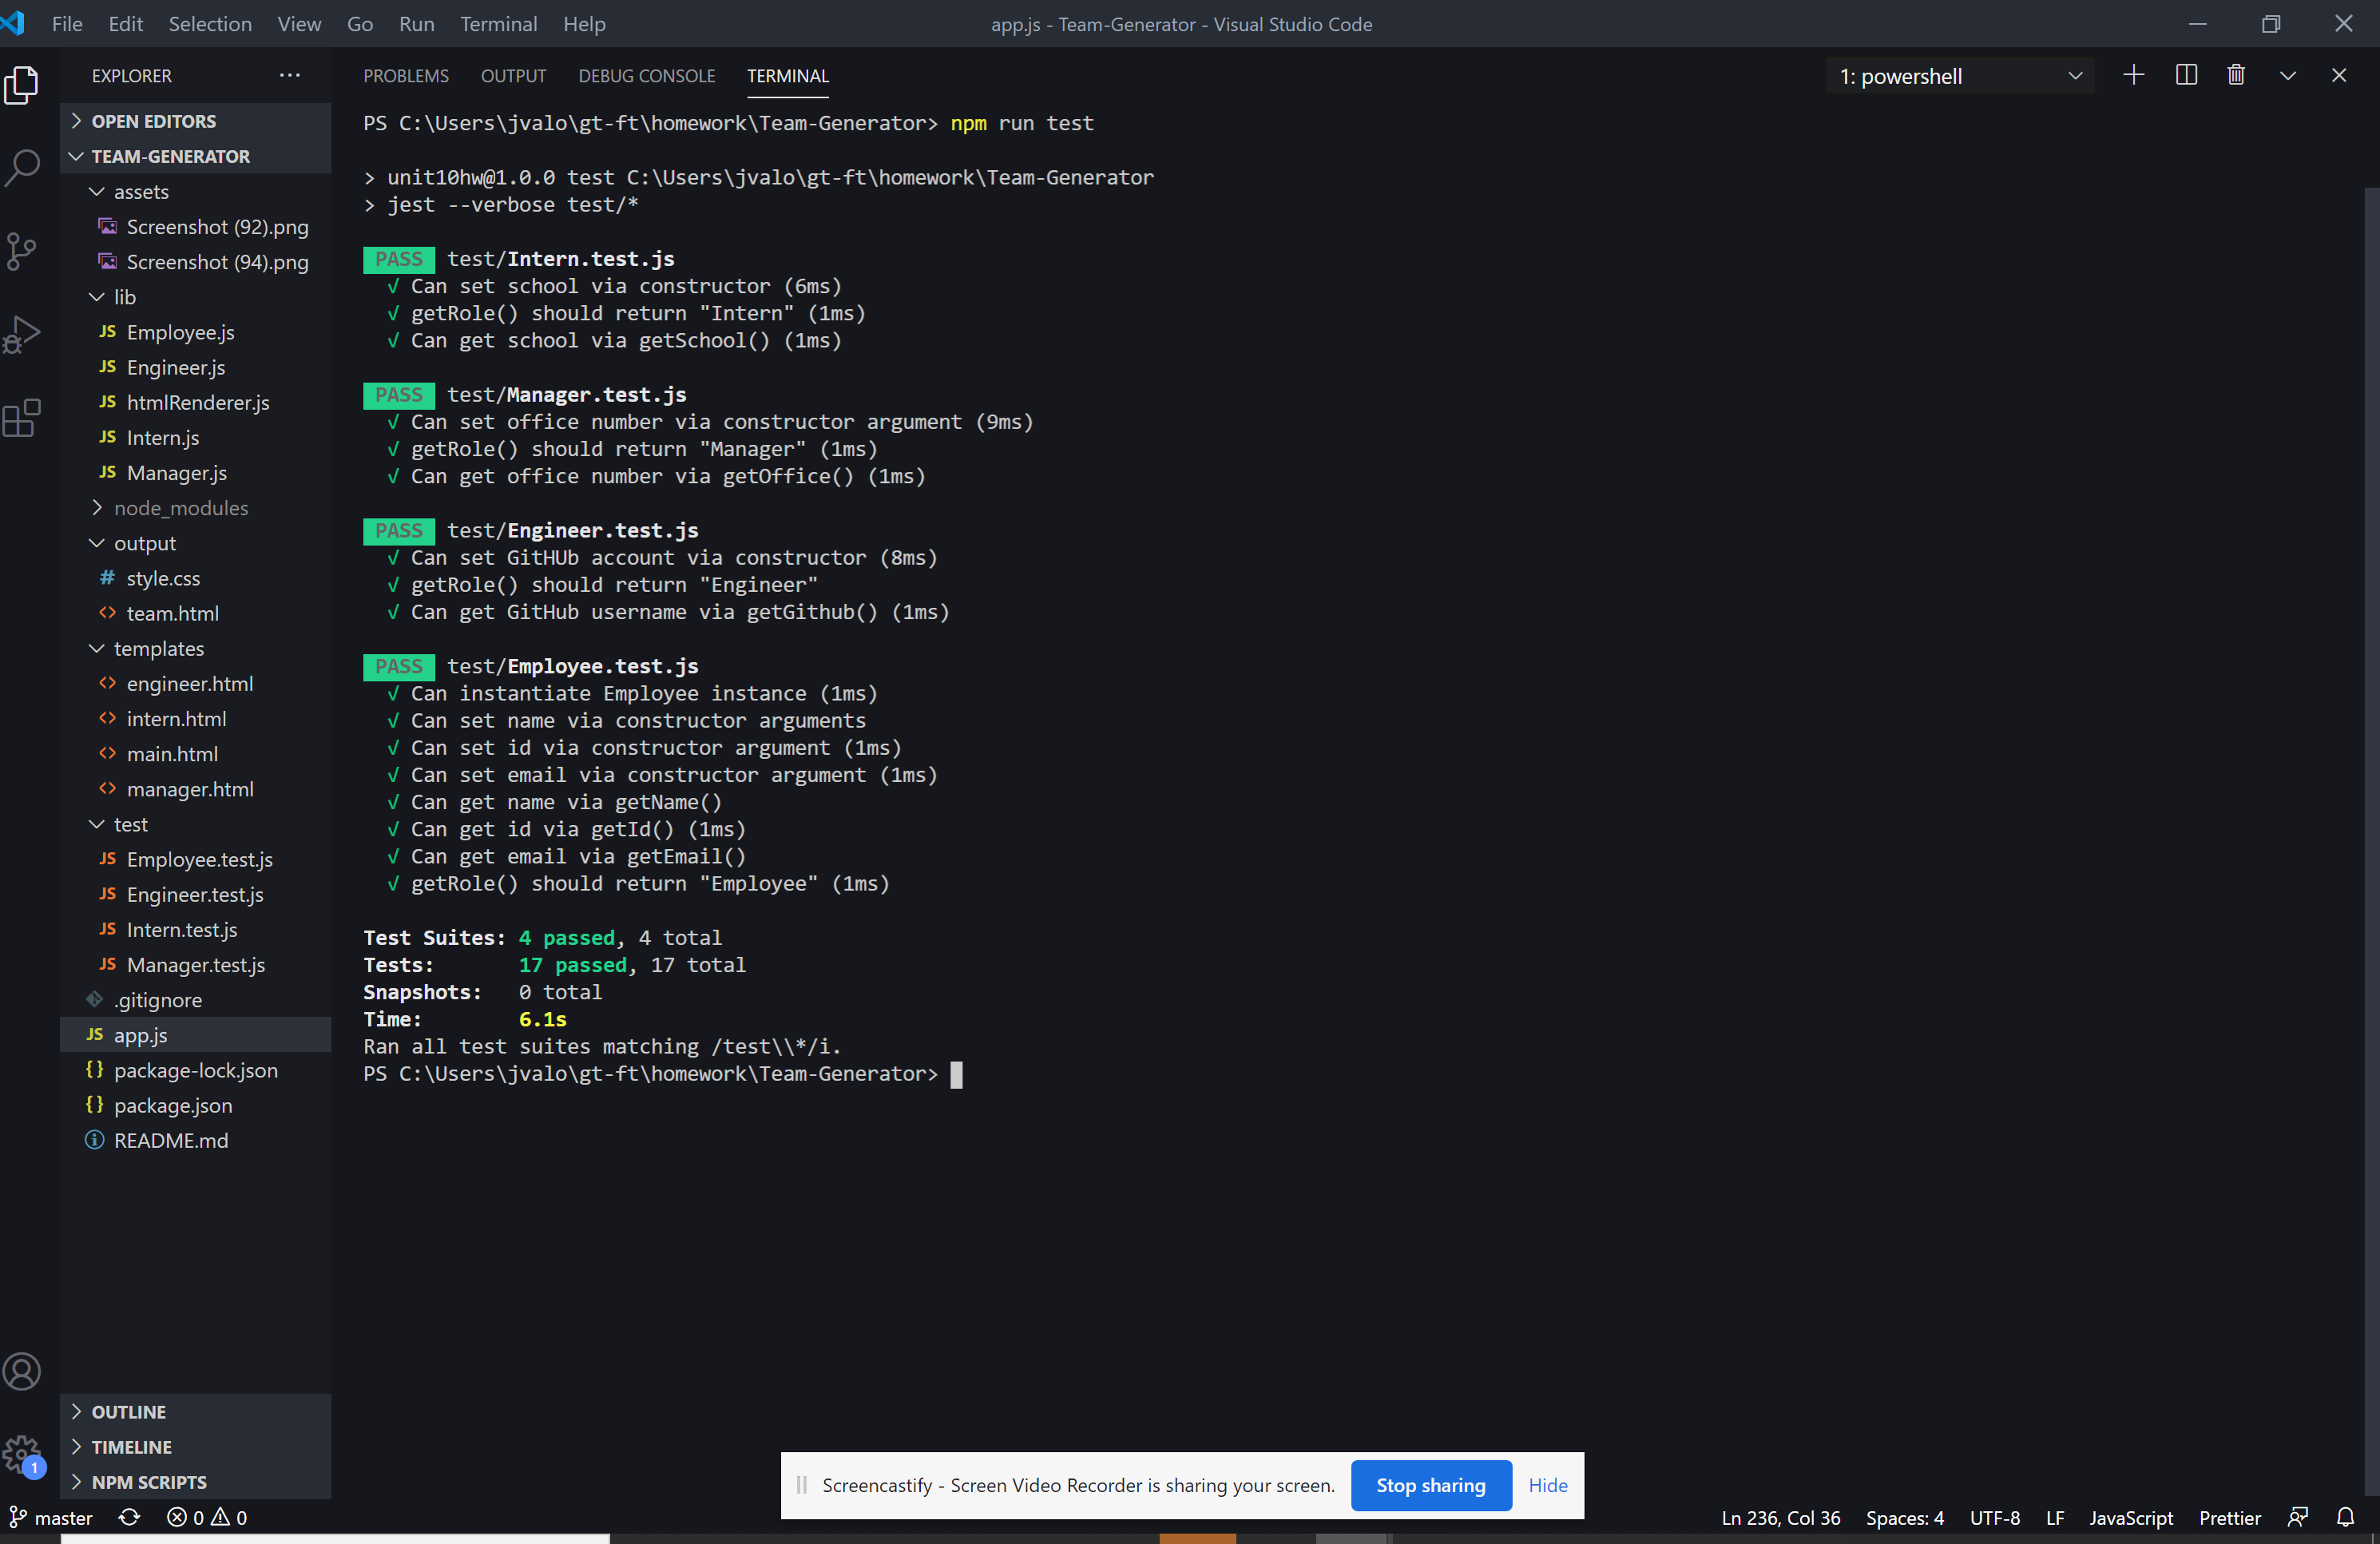 File Edit Selection View Go Run Terminal Help
app.js - Team-Generator - Visual Studio Code
EXPLORER
OPEN EDITORS
TEAM-GENERATOR
assets
Screenshot (92).png
Screenshot (94).png
lib
JS Employee.js
JS Engineer.js
JS htmlRenderer.js
JS Intern.js
JS Manager.js
node_modules
output
# style.css
<> team.html
templates
<> engineer.html
<> intern.html
<> main.html
<> manager.html
test
JS Employee.test.js
JS Engineer.test.js
JS Intern.test.js
JS Manager.test.js
.gitignore
JS app.js
{} package-lock.json
{} package.json
README.md
OUTLINE
TIMELINE
NPM SCRIPTS
1
PROBLEMS OUTPUT DEBUG CONSOLE TERMINAL
1: powershell
PS C:\Users\jvalo\gt-ft\homework\Team-Generator> npm run test
> unit10hw@1.0.0 test C:\Users\jvalo\gt-ft\homework\Team-Generator
> jest --verbose test/*
PASS test/Intern.test.js
√ Can set school via constructor (6ms)
√ getRole() should return "Intern" (1ms)
√ Can get school via getSchool() (1ms)
PASS test/Manager.test.js
√ Can set office number via constructor argument (9ms)
√ getRole() should return "Manager" (1ms)
√ Can get office number via getOffice() (1ms)
PASS test/Engineer.test.js
√ Can set GitHUb account via constructor (8ms)
√ getRole() should return "Engineer"
√ Can get GitHub username via getGithub() (1ms)
PASS test/Employee.test.js
√ Can instantiate Employee instance (1ms)
√ Can set name via constructor arguments
√ Can set id via constructor argument (1ms)
√ Can set email via constructor argument (1ms)
√ Can get name via getName()
√ Can get id via getId() (1ms)
√ Can get email via getEmail()
√ getRole() should return "Employee" (1ms)
Test Suites: 4 passed, 4 total
Tests: 17 passed, 17 total
Snapshots: 0 total
Time: 6.1s
Ran all test suites matching /test\\*/i.
PS C:\Users\jvalo\gt-ft\homework\Team-Generator>
Screencastify - Screen Video Recorder is sharing your screen. Stop sharing Hide
master 0 0
Ln 236, Col 36 Spaces: 4 UTF-8 LF JavaScript Prettier